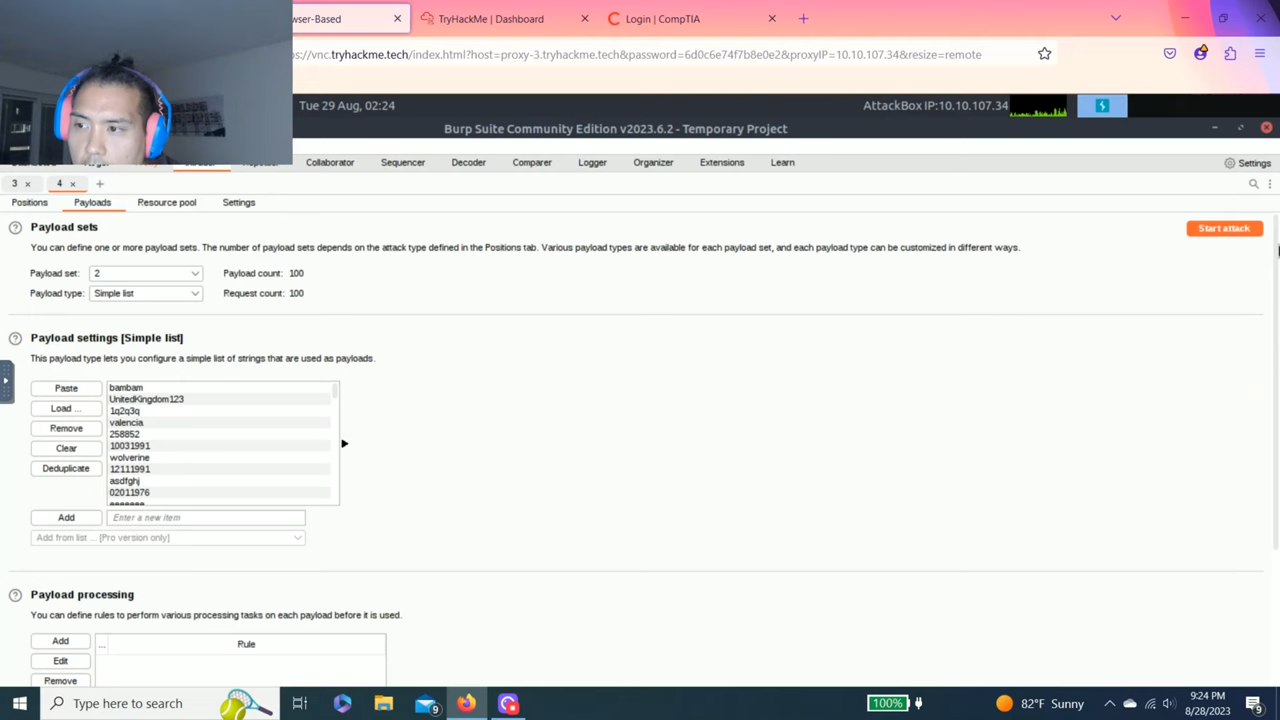 wser-Based
TryHackMe | Dashboard
Login | CompTIA
s://vnc.tryhackme.tech/index.html?host=proxy-3.tryhackme.tech&password=6d0c6e74f7b8e0e2&proxyIP=10.10.107.34&resize=remote
Tue 29 Aug, 02:24
AttackBox IP:10.10.107.34
Burp Suite Community Edition v2023.6.2 - Temporary Project
Collaborator Sequencer Decoder Comparer Logger Organizer Extensions Learn Settings
3 4
Positions Payloads Resource pool Settings
Payload sets
Start attack
You can define one or more payload sets. The number of payload sets depends on the attack type defined in the Positions tab. Various payload types are available for each payload set, and each payload type can be customized in different ways.
Payload set: 2 Payload count: 100
Payload type: Simple list Request count: 100
Payload settings [Simple list]
This payload type lets you configure a simple list of strings that are used as payloads.
Paste
Load ...
Remove
Clear
Deduplicate
bambam
UnitedKingdom123
1q2q3q
valencia
258852
10031991
wolverine
12111991
asdfghj
02011976
Add Enter a new item
Add from list ... [Pro version only]
Payload processing
You can define rules to perform various processing tasks on each payload before it is used.
Add
Edit
Remove
... Rule
Type here to search
9
100%
82°F Sunny
9:24 PM
8/28/2023
9